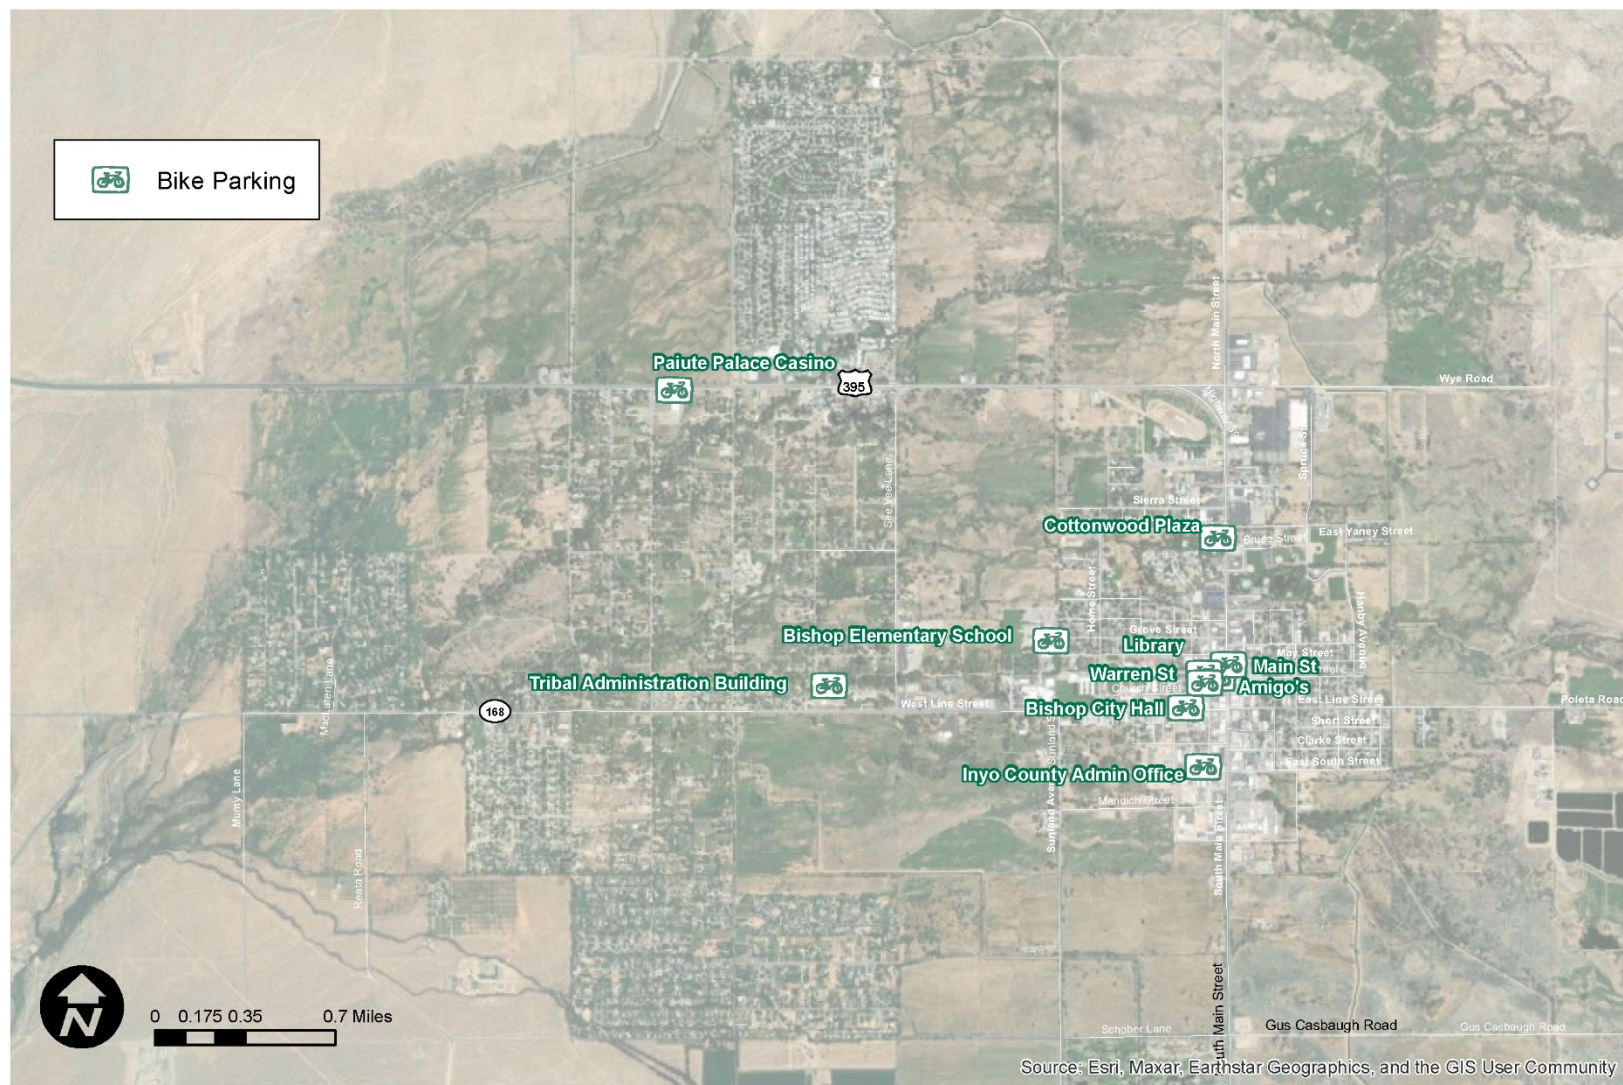 Bike Parking
North Main Street
Paiute Palace Casino
395
Wye Road
See Vee Lane
Spruce St
Sierra Street
Cottonwood Plaza
East Yaney Street
Bruce Street
Home Street
Hanby Avenue
Grove Street
Bishop Elementary School
Library
May Street
Main St
Warren St
Tribal Administration Building
Church Street
Amigo's
MacLaren Lane
168
West Line Street
Bishop City Hall
East Line Street
Poleta Road
Short Street
Clarke Street
East South Street
Inyo County Admin Office
Mumy Lane
Mandich Street
Sunland Ave
South Main Street
Reata Road
N
0 0.175 0.35 0.7 Miles
Schober Lane
Gus Casbaugh Road
Gus Casbaugh Road
Source: Esri, Maxar, Earthstar Geographics, and the GIS User Community